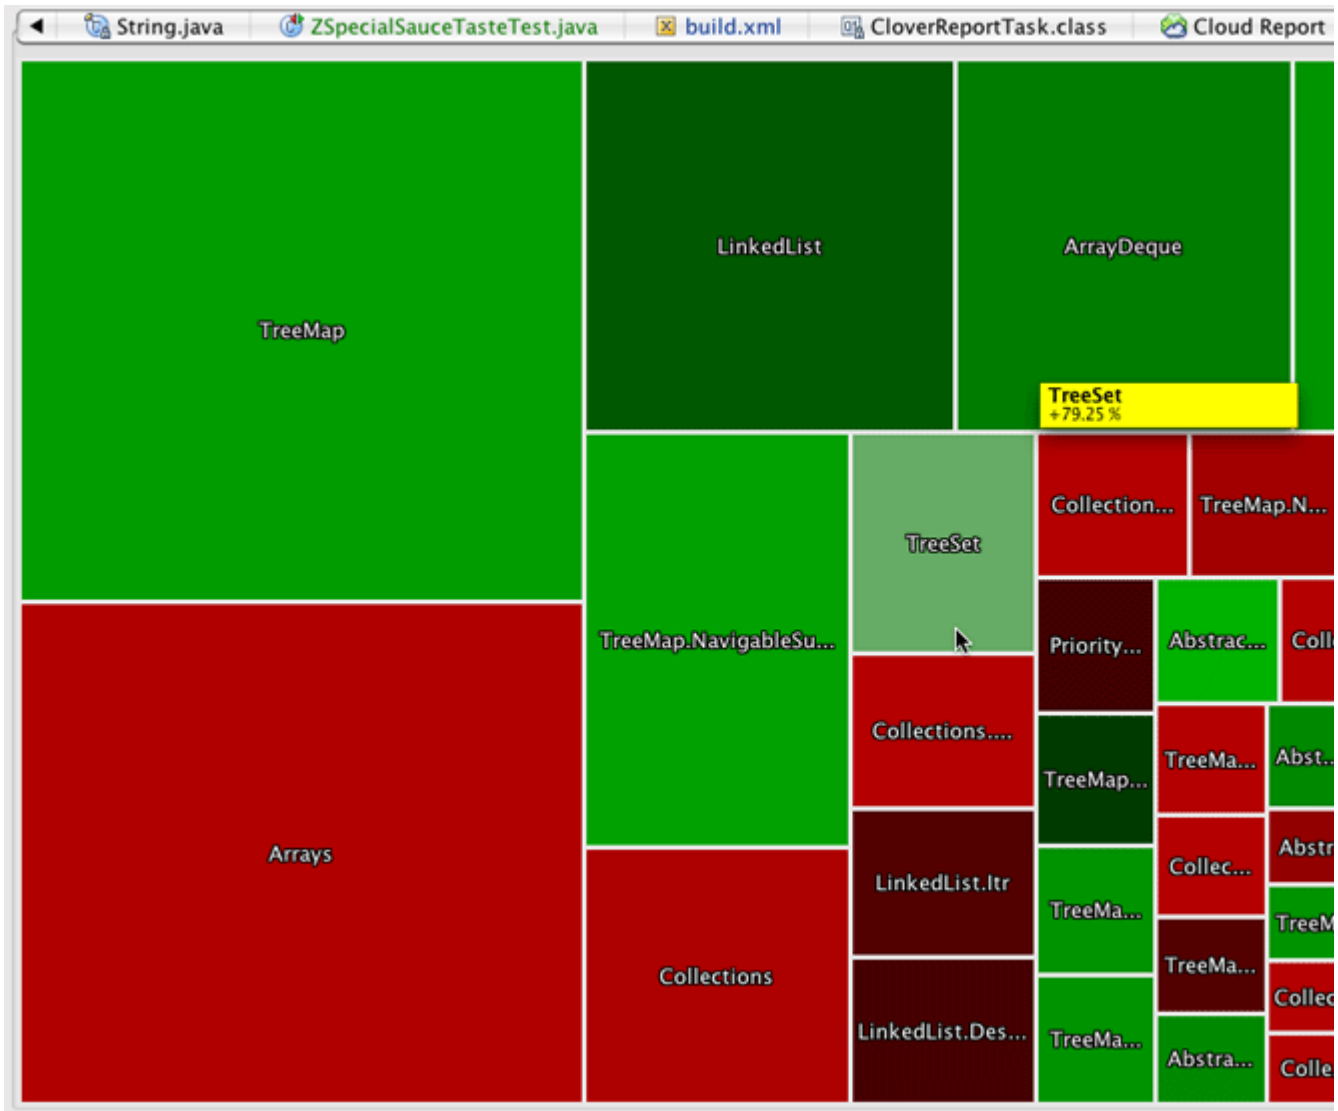 String.java
ZSpecialSauceTasteTest.java
build.xml
CloverReportTask.class
Cloud Report
TreeMap
LinkedList
ArrayDeque
TreeSet
+79.25 %
TreeMap.NavigableSu...
TreeSet
Collection...
TreeMap.N...
Priority...
Abstrac...
Coll
Collections....
TreeMap...
TreeMa...
Abst...
Arrays
Collections
LinkedList.Itr
TreeMa...
Collec...
Abstr
TreeMa...
TreeM
LinkedList.Des...
TreeMa...
Abstra...
Collec
Colle